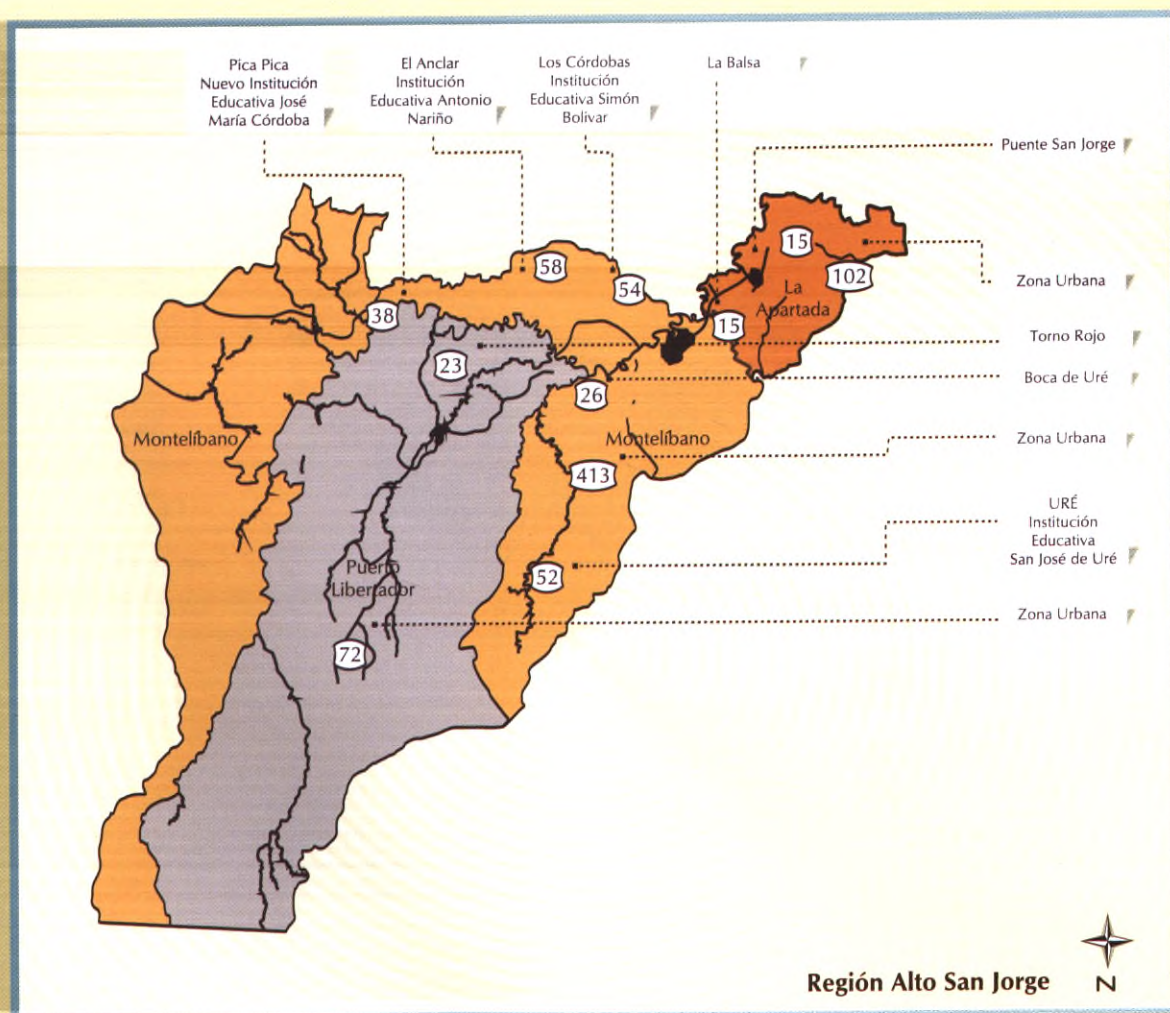 Pica Pica
Nuevo Institución
Educativa José
María Córdoba
El Anclar
Institución
Educativa Antonio
Nariño
Los Córdobas
Institución
Educativa Simón
Bolivar
La Balsa
Puente San Jorge
15
Zona Urbana
102
La
Apartada
58
54
38
15
Torno Rojo
23
Boca de Uré
26
Montelíbano
Montelíbano
Zona Urbana
413
URÉ
Institución
Educativa
San José de Uré
52
Puerto
Libertador
Zona Urbana
72
Región Alto San Jorge
N